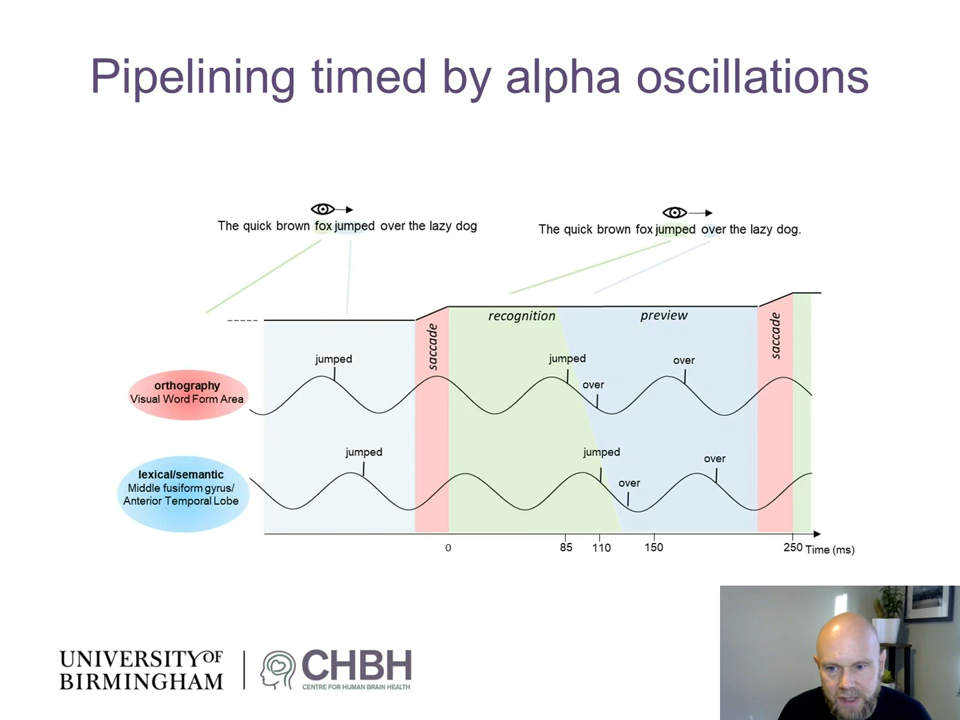 Pipelining timed by alpha oscillations
The quick brown fox jumped over the lazy dog
The quick brown fox jumped over the lazy dog.
recognition
preview
saccade
saccade
jumped
jumped
over
over
orthography
Visual Word Form Area
jumped
jumped
over
over
lexical/semantic
Middle fusiform gyrus/
Anterior Temporal Lobe
0
85
110
150
250
Time (ms)
UNIVERSITY OF
BIRMINGHAM
CHBH
CENTRE FOR HUMAN BRAIN HEALTH